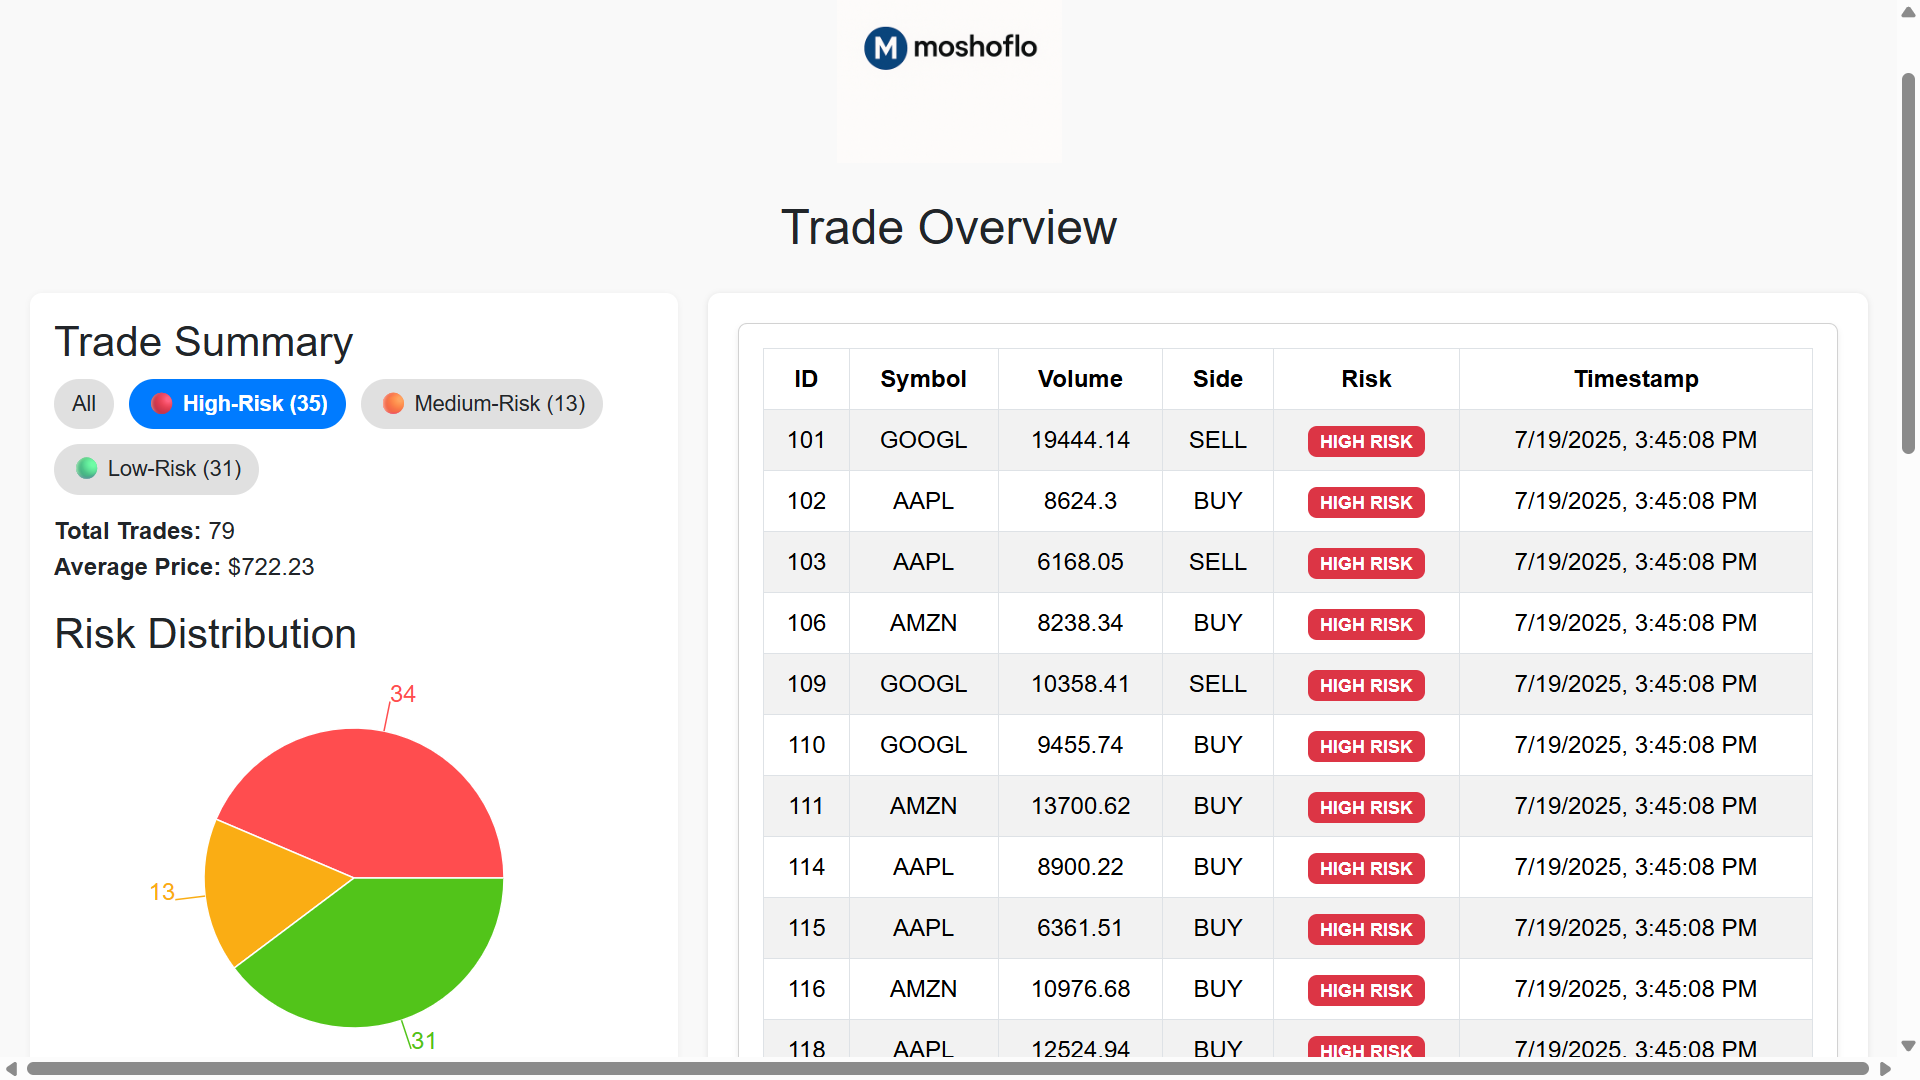 M moshoflo
Trade Overview
Trade Summary
All
High-Risk (35)
Medium-Risk (13)
Low-Risk (31)
Total Trades: 79
Average Price: $722.23
Risk Distribution
34
13
31
ID Symbol Volume Side Risk Timestamp
101 GOOGL 19444.14 SELL HIGH RISK 7/19/2025, 3:45:08 PM
102 AAPL 8624.3 BUY HIGH RISK 7/19/2025, 3:45:08 PM
103 AAPL 6168.05 SELL HIGH RISK 7/19/2025, 3:45:08 PM
106 AMZN 8238.34 BUY HIGH RISK 7/19/2025, 3:45:08 PM
109 GOOGL 10358.41 SELL HIGH RISK 7/19/2025, 3:45:08 PM
110 GOOGL 9455.74 BUY HIGH RISK 7/19/2025, 3:45:08 PM
111 AMZN 13700.62 BUY HIGH RISK 7/19/2025, 3:45:08 PM
114 AAPL 8900.22 BUY HIGH RISK 7/19/2025, 3:45:08 PM
115 AAPL 6361.51 BUY HIGH RISK 7/19/2025, 3:45:08 PM
116 AMZN 10976.68 BUY HIGH RISK 7/19/2025, 3:45:08 PM
118 AAPL 12524.94 BUY HIGH RISK 7/19/2025, 3:45:08 PM